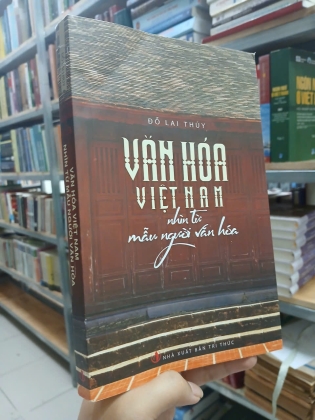 ĐỖ LAI THÚY
VĂN HÓA
VIỆT NAM
nhìn từ
mẫu người văn hóa
NHÀ XUẤT BẢN TRI THỨC
VĂN HÓA VIỆT NAM
NHÌN TỪ MẪU NGƯỜI VĂN HÓA